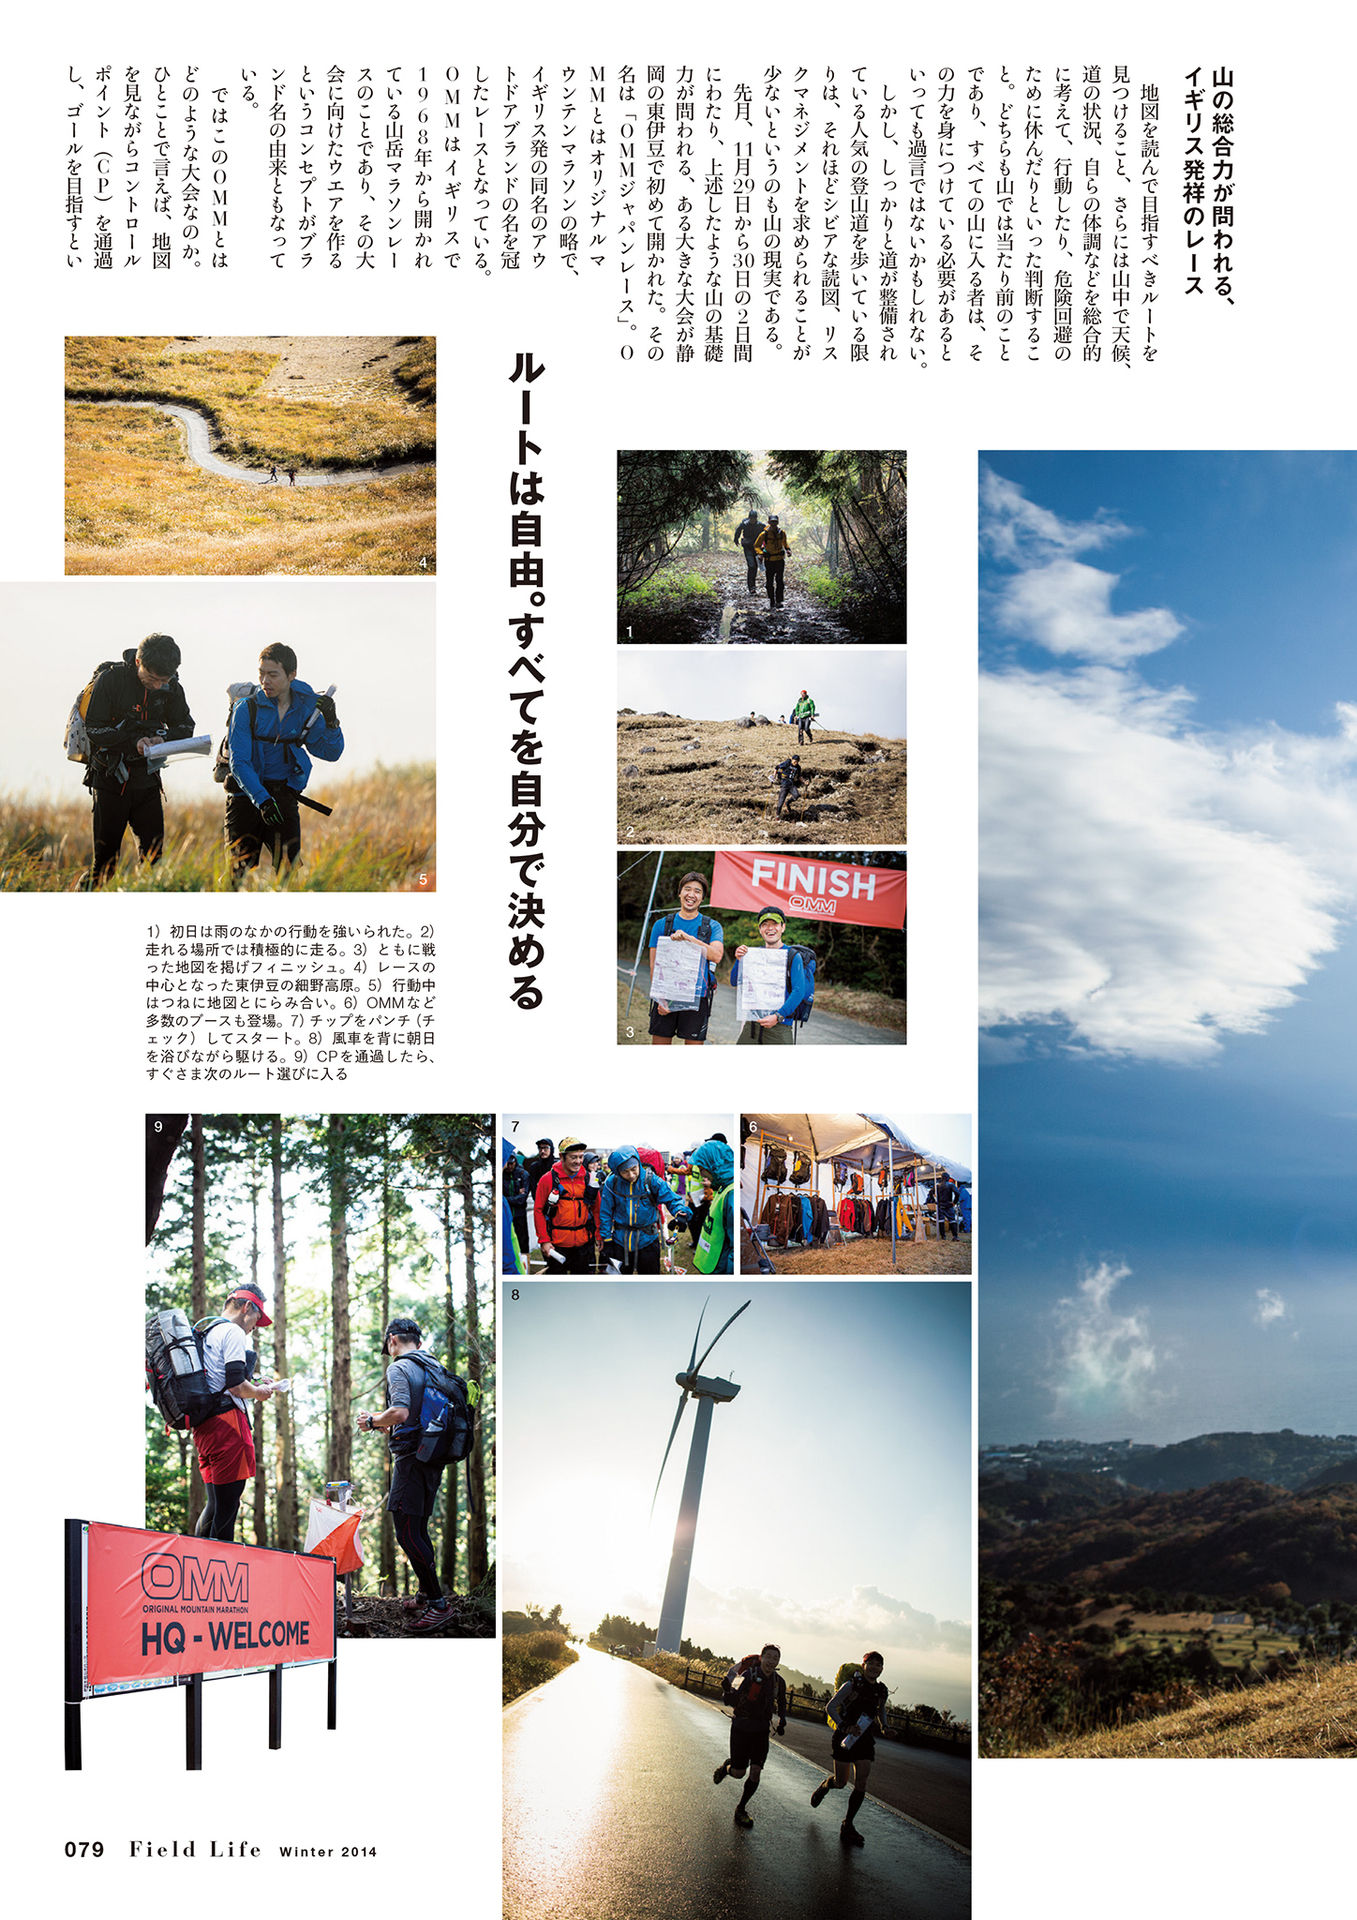 山の総合力が問われる、
イギリス発祥のレース
地図を読んで目指すべきルートを
見つけること、さらには山中で天候、
道の状況、自らの体調などを総合的
に考えて、行動したり、危険回避の
ために休んだりといった判断するこ
と。どちらも山では当たり前のこと
であり、すべての山に入る者は、そ
の力を身につけている必要があると
いっても過言ではないかもしれない。
しかし、しっかりと道が整備され
ている人気の登山道を歩いている限
りは、それほどシビアな読図、リス
クマネジメントを求められることが
少ないというのも山の現実である。
先月、11月29日から30日の2日間
にわたり、上述したような山の基礎
力が問われる、ある大きな大会が静
岡の東伊豆で初めて開かれた。その
名は「OMMジャパンレース」。O
MMとはオリジナルマ
ウンテンマラソンの略で、
イギリス発の同名のアウ
トドアブランドの名を冠
したレースとなっている。
OMMはイギリスで
1968年から開かれ
ている山岳マラソンレー
スのことであり、その大
会に向けたウエアを作る
というコンセプトがブラ
ンド名の由来ともなって
いる。
ではこのOMMとは
どのような大会なのか。
ひとことで言えば、地図
を見ながらコントロール
ポイント（CP）を通過
し、ゴールを目指すとい
ルートは自由。すべてを自分で決める
1
2
FINISH
OMM
3
4
5
1）初日は雨のなかの行動を強いられた。2）
走れる場所では積極的に走る。3）ともに戦
った地図を掲げフィニッシュ。4）レースの
中心となった東伊豆の細野高原。5）行動中
はつねに地図とにらみ合い。6）OMMなど
多数のブースも登場。7）チップをパンチ（チ
ェック）してスタート。8）風車を背に朝日
を浴びながら駆ける。9）CPを通過したら、
すぐさま次のルート選びに入る
9
7
6
8
OMM
ORIGINAL MOUNTAIN MARATHON
HQ - WELCOME
079 Field Life Winter 2014